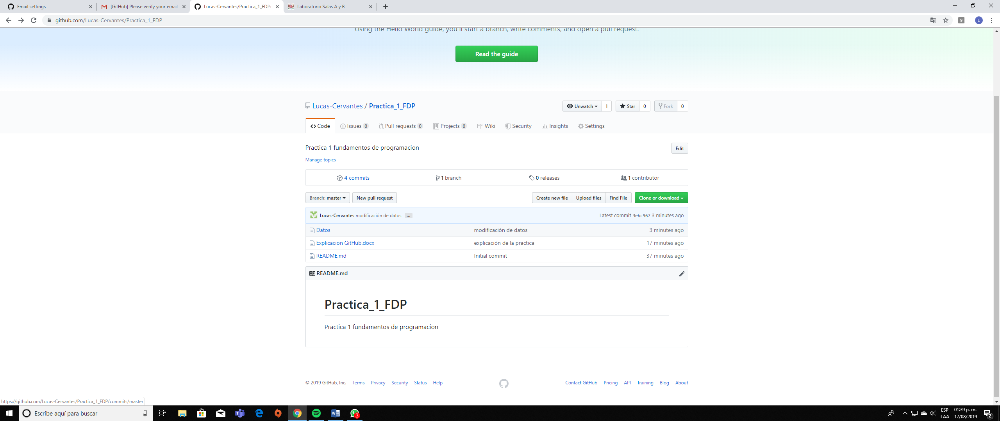 Email settings
[GitHub] Please verify your email
Lucas-Cervantes/Practica_1_FDP:
Laboratorio Salas A y B
github.com/Lucas-Cervantes/Practica_1_FDP
9
L
Using the Hello World guide, you'll start a branch, write comments, and open a pull request.
Read the guide
Lucas-Cervantes / Practica_1_FDP
Unwatch 1 Star 0 Fork 0
Code Issues 0 Pull requests 0 Projects 0 Wiki Security Insights Settings
Practica 1 fundamentos de programacion
Edit
Manage topics
4 commits 1 branch 0 releases 1 contributor
Branch: master New pull request Create new file Upload files Find File Clone or download
Lucas-Cervantes modificación de datos ... Latest commit 3ebc967 3 minutes ago
Datos modificación de datos 3 minutes ago
Explicacion GitHub.docx explicación de la practica 17 minutes ago
README.md Initial commit 37 minutes ago
README.md
Practica_1_FDP
Practica 1 fundamentos de programacion
© 2019 GitHub, Inc. Terms Privacy Security Status Help Contact GitHub Pricing API Training Blog About
https://github.com/Lucas-Cervantes/Practica_1_FDP/commits/master
Escribe aquí para buscar
3
ESP
LAA
01:39 p. m.
17/08/2019
2